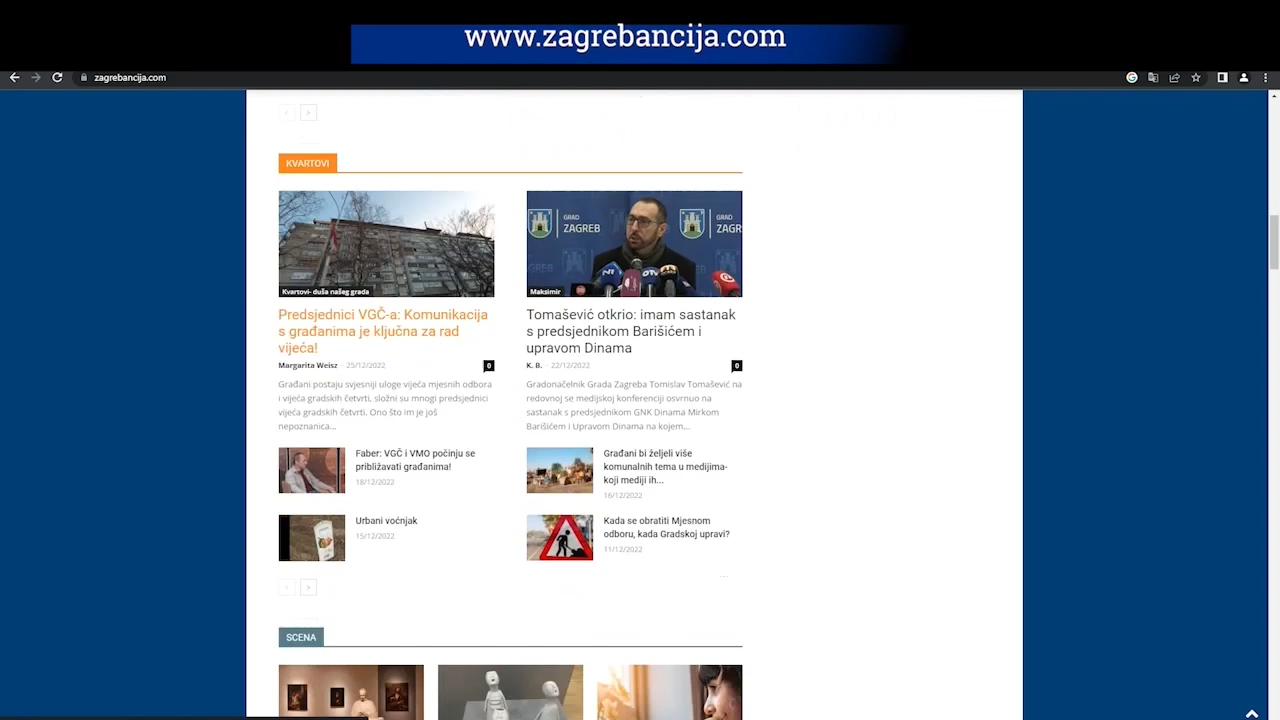 www.zagrebancija.com
zagrebancija.com
KVARTOVI
GRAD
ZAGREB
GRAD
ZAGR
Kvartovi- duša našeg grada
Maksimir
Predsjednici VGČ-a: Komunikacija
s građanima je ključna za rad
vijeća!
Margarita Weisz - 25/12/2022
0
Građani postaju svjesniji uloge vijeća mjesnih odbora
i vijeća gradskih četvrti, složni su mnogi predsjednici
vijeća gradskih četvrti. Ono što im je još
nepoznanica...
Tomašević otkrio: imam sastanak
s predsjednikom Barišićem i
upravom Dinama
K. B. - 22/12/2022
0
Gradonačelnik Grada Zagreba Tomislav Tomašević na
redovnoj se medijskoj konferenciji osvrnuo na
sastanak s predsjednikom GNK Dinama Mirkom
Barišićem i Upravom Dinama na kojem...
Faber: VGČ i VMO počinju se
približavati građanima!
18/12/2022
Građani bi željeli više
komunalnih tema u medijima-
koji mediji ih...
16/12/2022
Urbani voćnjak
15/12/2022
Kada se obratiti Mjesnom
odboru, kada Gradskoj upravi?
11/12/2022
SCENA